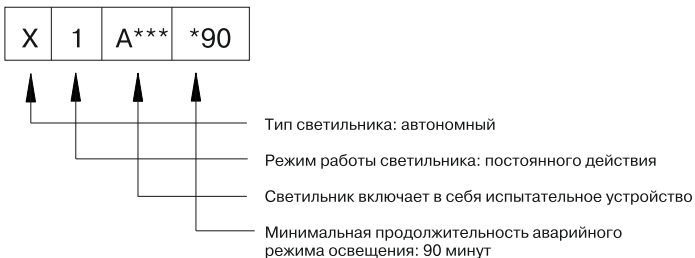 X 1 A*** *90
Тип светильника: автономный
Режим работы светильника: постоянного действия
Светильник включает в себя испытательное устройство
Минимальная продолжительность аварийного
режима освещения: 90 минут